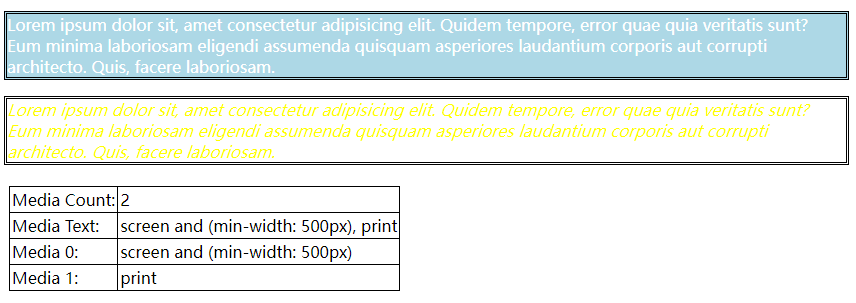 Lorem ipsum dolor sit, amet consectetur adipisicing elit. Quidem tempore, error quae quia veritatis sunt?
Eum minima laboriosam eligendi assumenda quisquam asperiores laudantium corporis aut corrupti
architecto. Quis, facere laboriosam.
Lorem ipsum dolor sit, amet consectetur adipisicing elit. Quidem tempore, error quae quia veritatis sunt?
Eum minima laboriosam eligendi assumenda quisquam asperiores laudantium corporis aut corrupti
architecto. Quis, facere laboriosam.
Media Count: 2
Media Text: screen and (min-width: 500px), print
Media 0: screen and (min-width: 500px)
Media 1: print